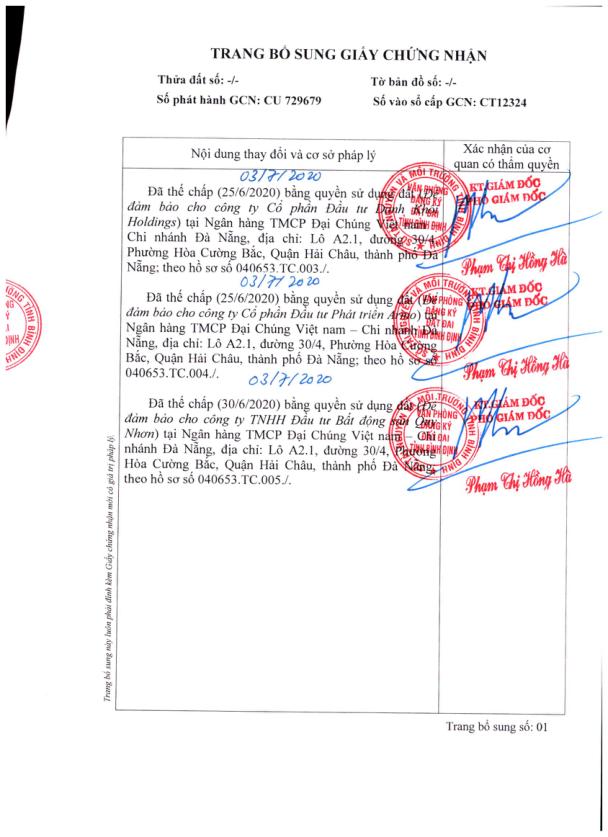 TRANG BỔ SUNG GIẤY CHỨNG NHẬN
Thửa đất số: -/-
Tờ bản đồ số: -/-
Số phát hành GCN: CU 729679
Số vào sổ cấp GCN: CT12324
Nội dung thay đổi và cơ sở pháp lý
Xác nhận của cơ
quan có thẩm quyền
03/7/2020
Đã thế chấp (25/6/2020) bằng quyền sử dụng đất (Để
đảm bảo cho công ty Cổ phần Đầu tư Danh Khôi
Holdings) tại Ngân hàng TMCP Đại Chúng Việt nam –
Chi nhánh Đà Nẵng, địa chỉ: Lô A2.1, đường 30/4,
Phường Hòa Cường Bắc, Quận Hải Châu, thành phố Đà
Nẵng; theo hồ sơ số 040653.TC.003./.
KT.GIÁM ĐỐC
PHÓ GIÁM ĐỐC
Phạm Thị Hồng Hà
03/7/2020
Đã thế chấp (25/6/2020) bằng quyền sử dụng đất (Để
đảm bảo cho công ty Cổ phần Đầu tư Phát triển) tại
Ngân hàng TMCP Đại Chúng Việt nam – Chi nhánh Đà
Nẵng, địa chỉ: Lô A2.1, đường 30/4, Phường Hòa Cường
Bắc, Quận Hải Châu, thành phố Đà Nẵng; theo hồ sơ số
040653.TC.004./.
KT.GIÁM ĐỐC
PHÓ GIÁM ĐỐC
Phạm Thị Hồng Hà
03/7/2020
Đã thế chấp (30/6/2020) bằng quyền sử dụng đất (Để
đảm bảo cho công ty TNHH Đầu tư Bất động sản Quy
Nhơn) tại Ngân hàng TMCP Đại Chúng Việt nam – Chi
nhánh Đà Nẵng, địa chỉ: Lô A2.1, đường 30/4, Phường
Hòa Cường Bắc, Quận Hải Châu, thành phố Đà Nẵng,
theo hồ sơ số 040653.TC.005./.
KT.GIÁM ĐỐC
PHÓ GIÁM ĐỐC
Phạm Thị Hồng Hà
VĂN PHÒNG
ĐĂNG KÝ
ĐẤT ĐAI
TỈNH BÌNH ĐỊNH
Trang bổ sung này luôn phải đính kèm Giấy chứng nhận mới có giá trị pháp lý.
Trang bổ sung số: 01